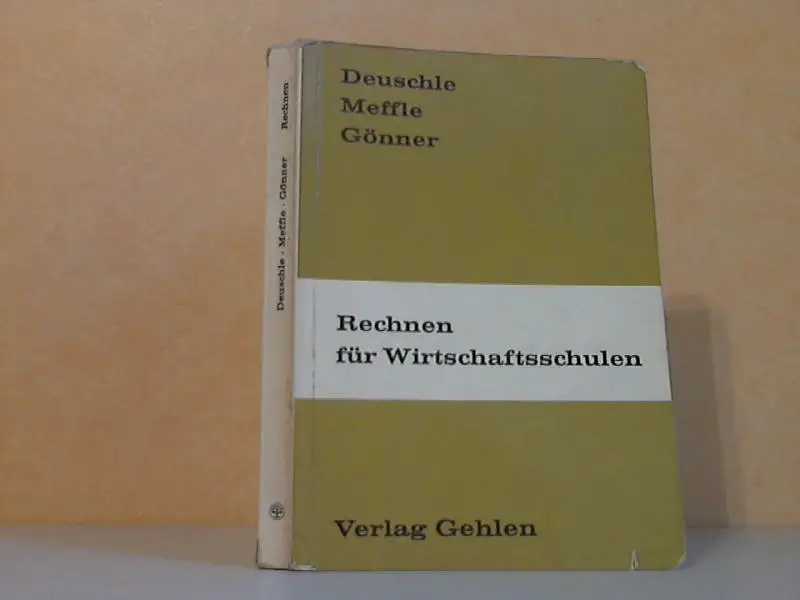 Deuschle
Meffle
Gönner
Rechnen
für Wirtschaftsschulen
Verlag Gehlen
Deuschle · Meffle · Gönner Rechnen